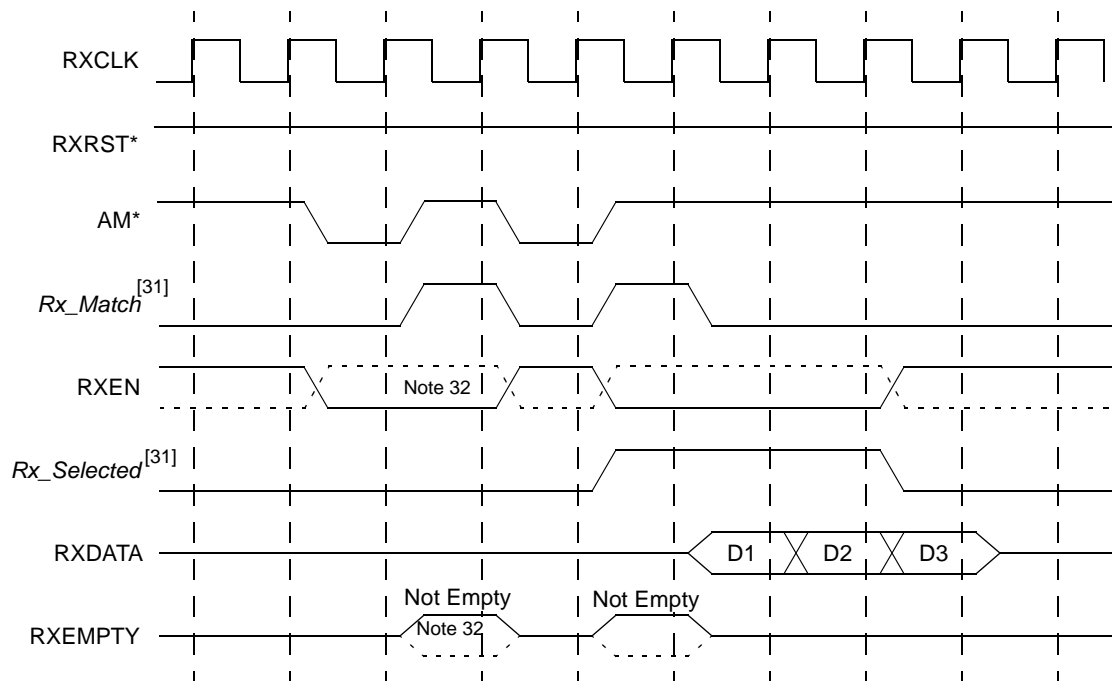 RXCLK
RXRST*
AM*
Rx_Match[31]
RXEN
Note 32
Rx_Selected[31]
RXDATA
D1 D2 D3
Not Empty Not Empty
RXEMPTY
Note 32